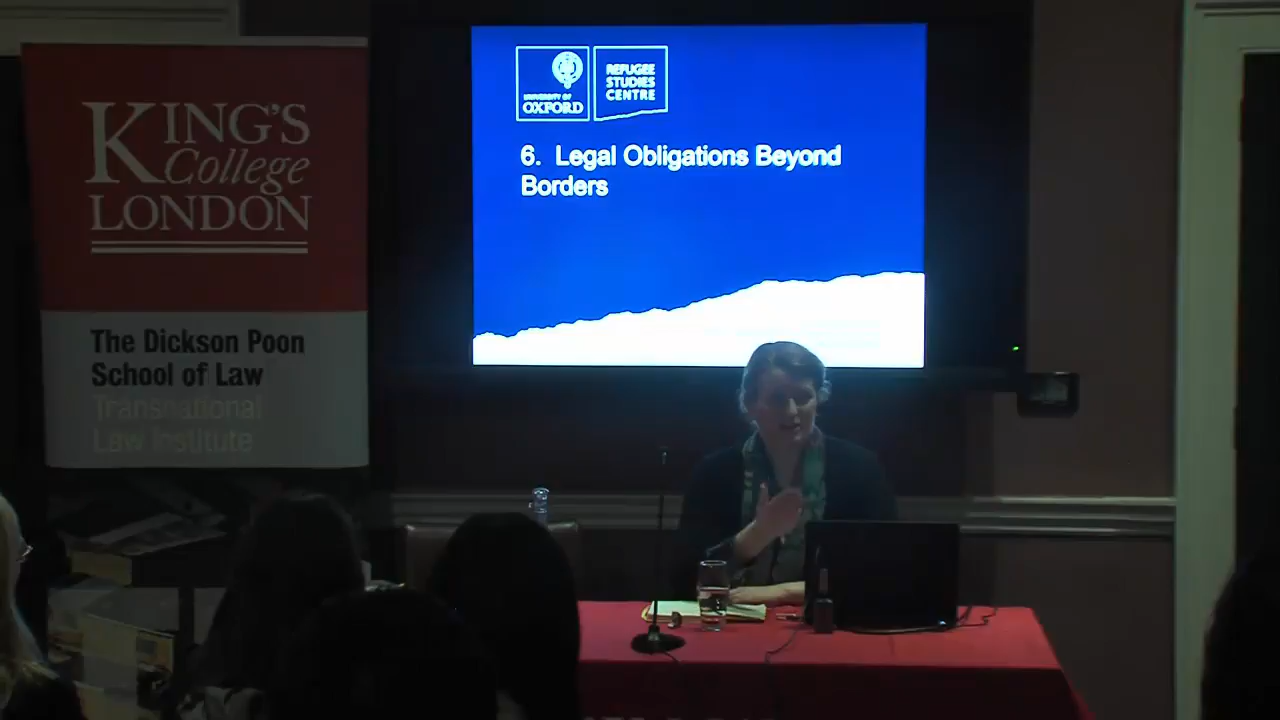 KING'S
College
LONDON
The Dickson Poon
School of Law
Transnational
Law Institute
UNIVERSITY OF
OXFORD
REFUGEE
STUDIES
CENTRE
6. Legal Obligations Beyond
Borders